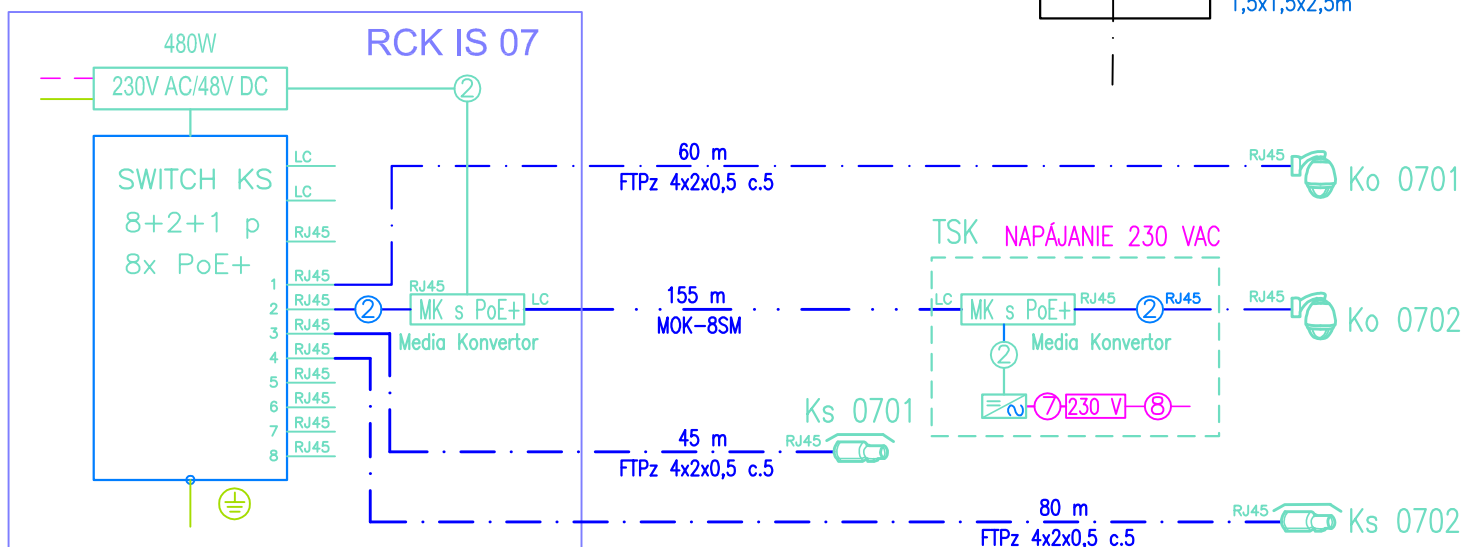 1,5x1,5x2,5m
RCK IS 07
480W
230V AC/48V DC
2
SWITCH KS
8+2+1 p
8x PoE+
LC
LC
RJ45
1 RJ45
2 RJ45
3 RJ45
4 RJ45
5 RJ45
6 RJ45
7 RJ45
8 RJ45
2
RJ45
MK s PoE+
LC
Media Konvertor
60 m
FTPz 4x2x0,5 c.5
RJ45
Ko 0701
155 m
MOK-8SM
TSK
NAPÁJANIE 230 VAC
LC
MK s PoE+
RJ45
2
RJ45
Media Konvertor
2
7
230 V
8
RJ45
Ko 0702
45 m
FTPz 4x2x0,5 c.5
RJ45
Ks 0701
80 m
FTPz 4x2x0,5 c.5
RJ45
Ks 0702